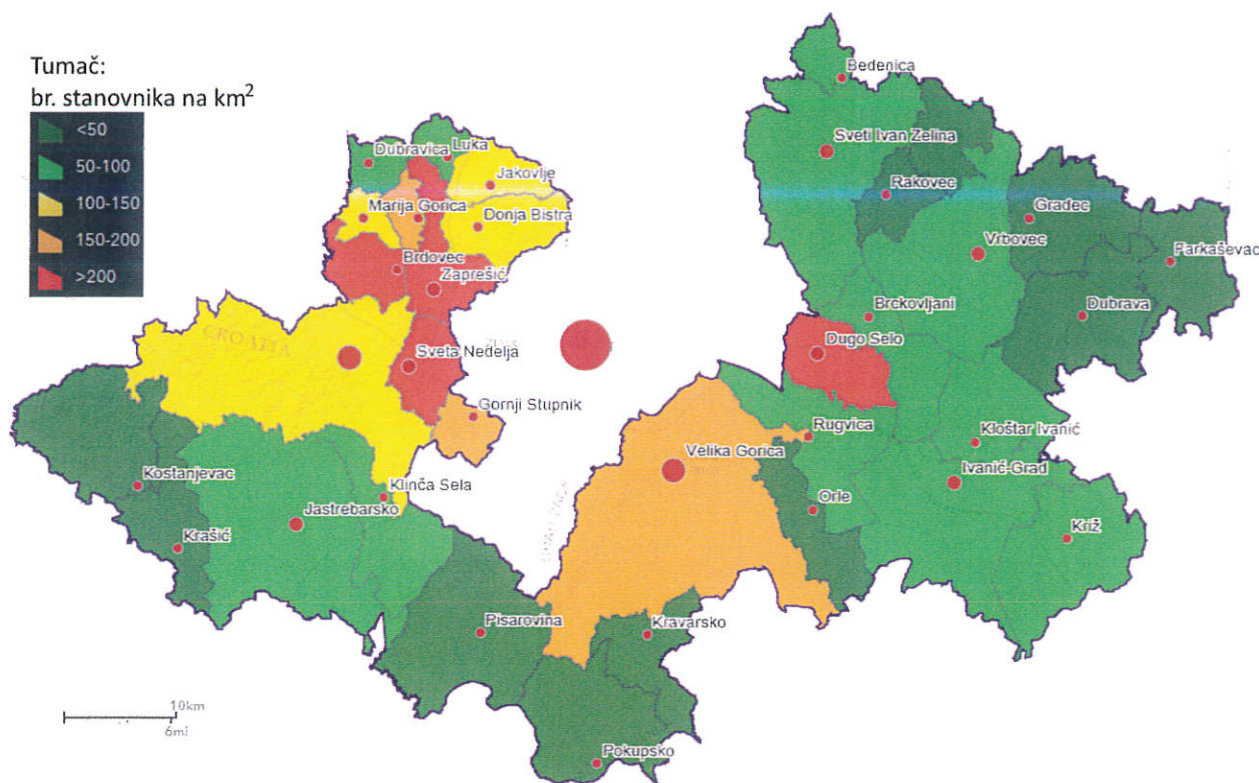 Tumač:
br. stanovnika na km²
<50
50-100
100-150
150-200
>200
Bedenica
Sveti Ivan Zelina
Dubravica
Luka
Jakovlje
Rakovec
Marija Gorica
Donja Bistra
Gradec
Vrbovec
Farkaševac
Brdovec
Zaprešić
Brckovljani
Dubrava
CROATIA
Sveta Nedelja
Dugo Selo
Gornji Stupnik
Rugvica
Kloštar Ivanić
Velika Gorica
Kostanjevac
Klinča Sela
Ivanić-Grad
Jastrebarsko
Orle
Krašić
Križ
Pisarovina
Kravarsko
10km
6mi
Pokupsko